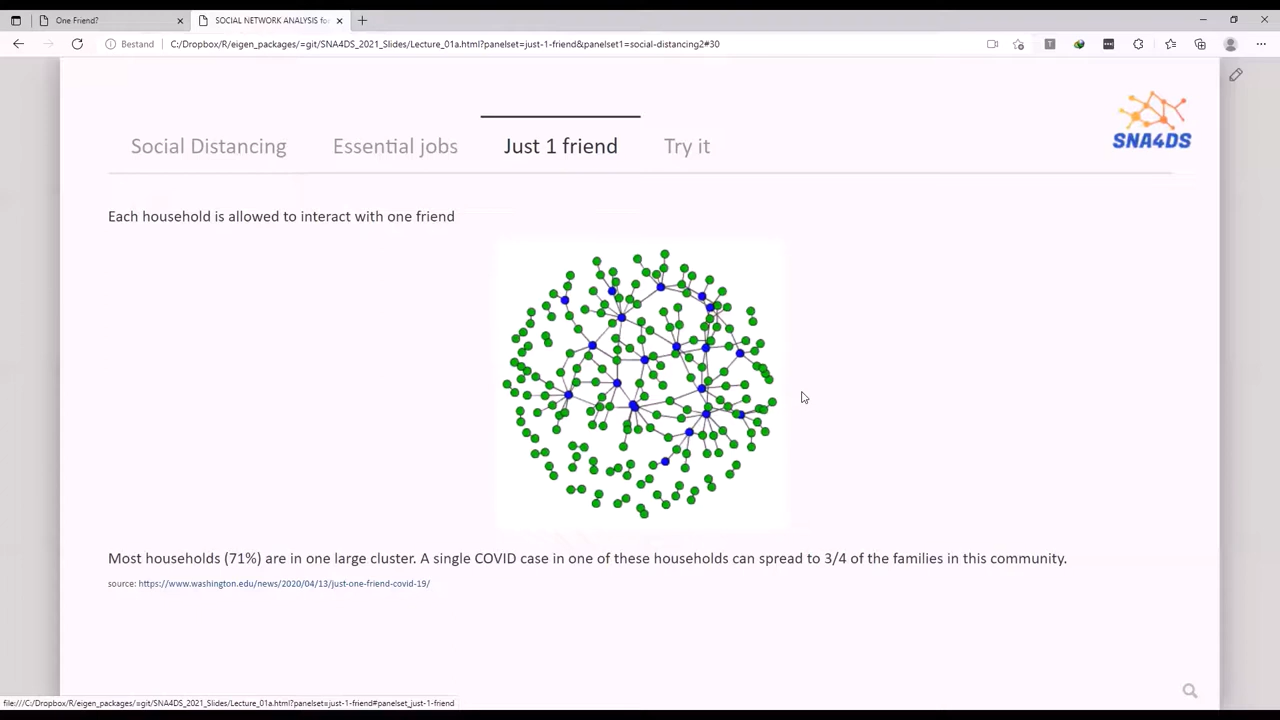 One Friend?
SOCIAL NETWORK ANALYSIS for
Bestand
C:/Dropbox/R/eigen_packages/=git/SNA4DS_2021_Slides/Lecture_01a.html?panelset=just-1-friend&panelset1=social-distancing2#30
T
SNA4DS
Social Distancing
Essential jobs
Just 1 friend
Try it
Each household is allowed to interact with one friend
Most households (71%) are in one large cluster. A single COVID case in one of these households can spread to 3/4 of the families in this community.
source: https://www.washington.edu/news/2020/04/13/just-one-friend-covid-19/
file:///C:/Dropbox/R/eigen_packages/=git/SNA4DS_2021_Slides/Lecture_01a.html?panelset=just-1-friend#panelset_just-1-friend